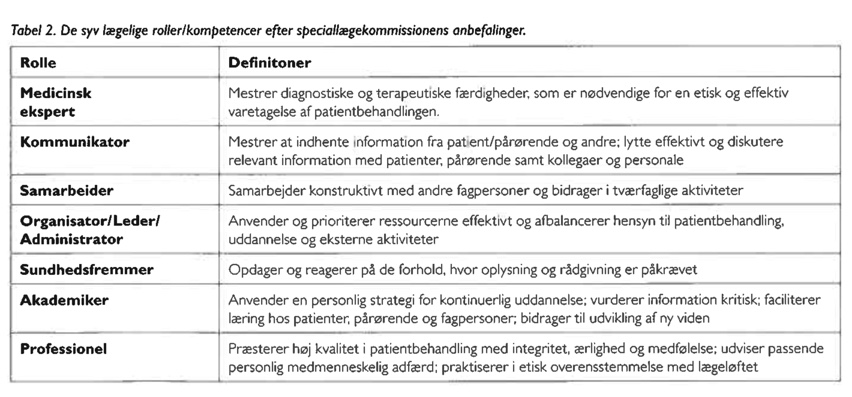 Tabel 2. De syv lægelige roller/kompetencer efter speciallægekommissionens anbefalinger.
Rolle
Definitoner
Medicinsk
ekspert
Mestrer diagnostiske og terapeutiske færdigheder, som er nødvendige for en etisk og effektiv
varetagelse af patientbehandlingen.
Kommunikator
Mestrer at indhente information fra patient/pårørende og andre; lytte effektivt og diskutere
relevant information med patienter, pårørende samt kollegaer og personale
Samarbeider
Samarbejder konstruktivt med andre fagpersoner og bidrager i tværfaglige aktiviteter
Organisator/Leder/
Administrator
Anvender og prioriterer ressourcerne effektivt og afbalancerer hensyn til patientbehandling,
uddannelse og eksterne aktiviteter
Sundhedsfremmer
Opdager og reagerer på de forhold, hvor oplysning og rådgivning er påkrævet
Akademiker
Anvender en personlig strategi for kontinuerlig uddannelse; vurderer information kritisk; faciliterer
læring hos patienter, pårørende og fagpersoner; bidrager til udvikling af ny viden
Professionel
Præsterer høj kvalitet i patientbehandling med integritet, ærlighed og medfølelse; udviser passende
personlig medmenneskelig adfærd; praktiserer i etisk overensstemmelse med lægeløftet